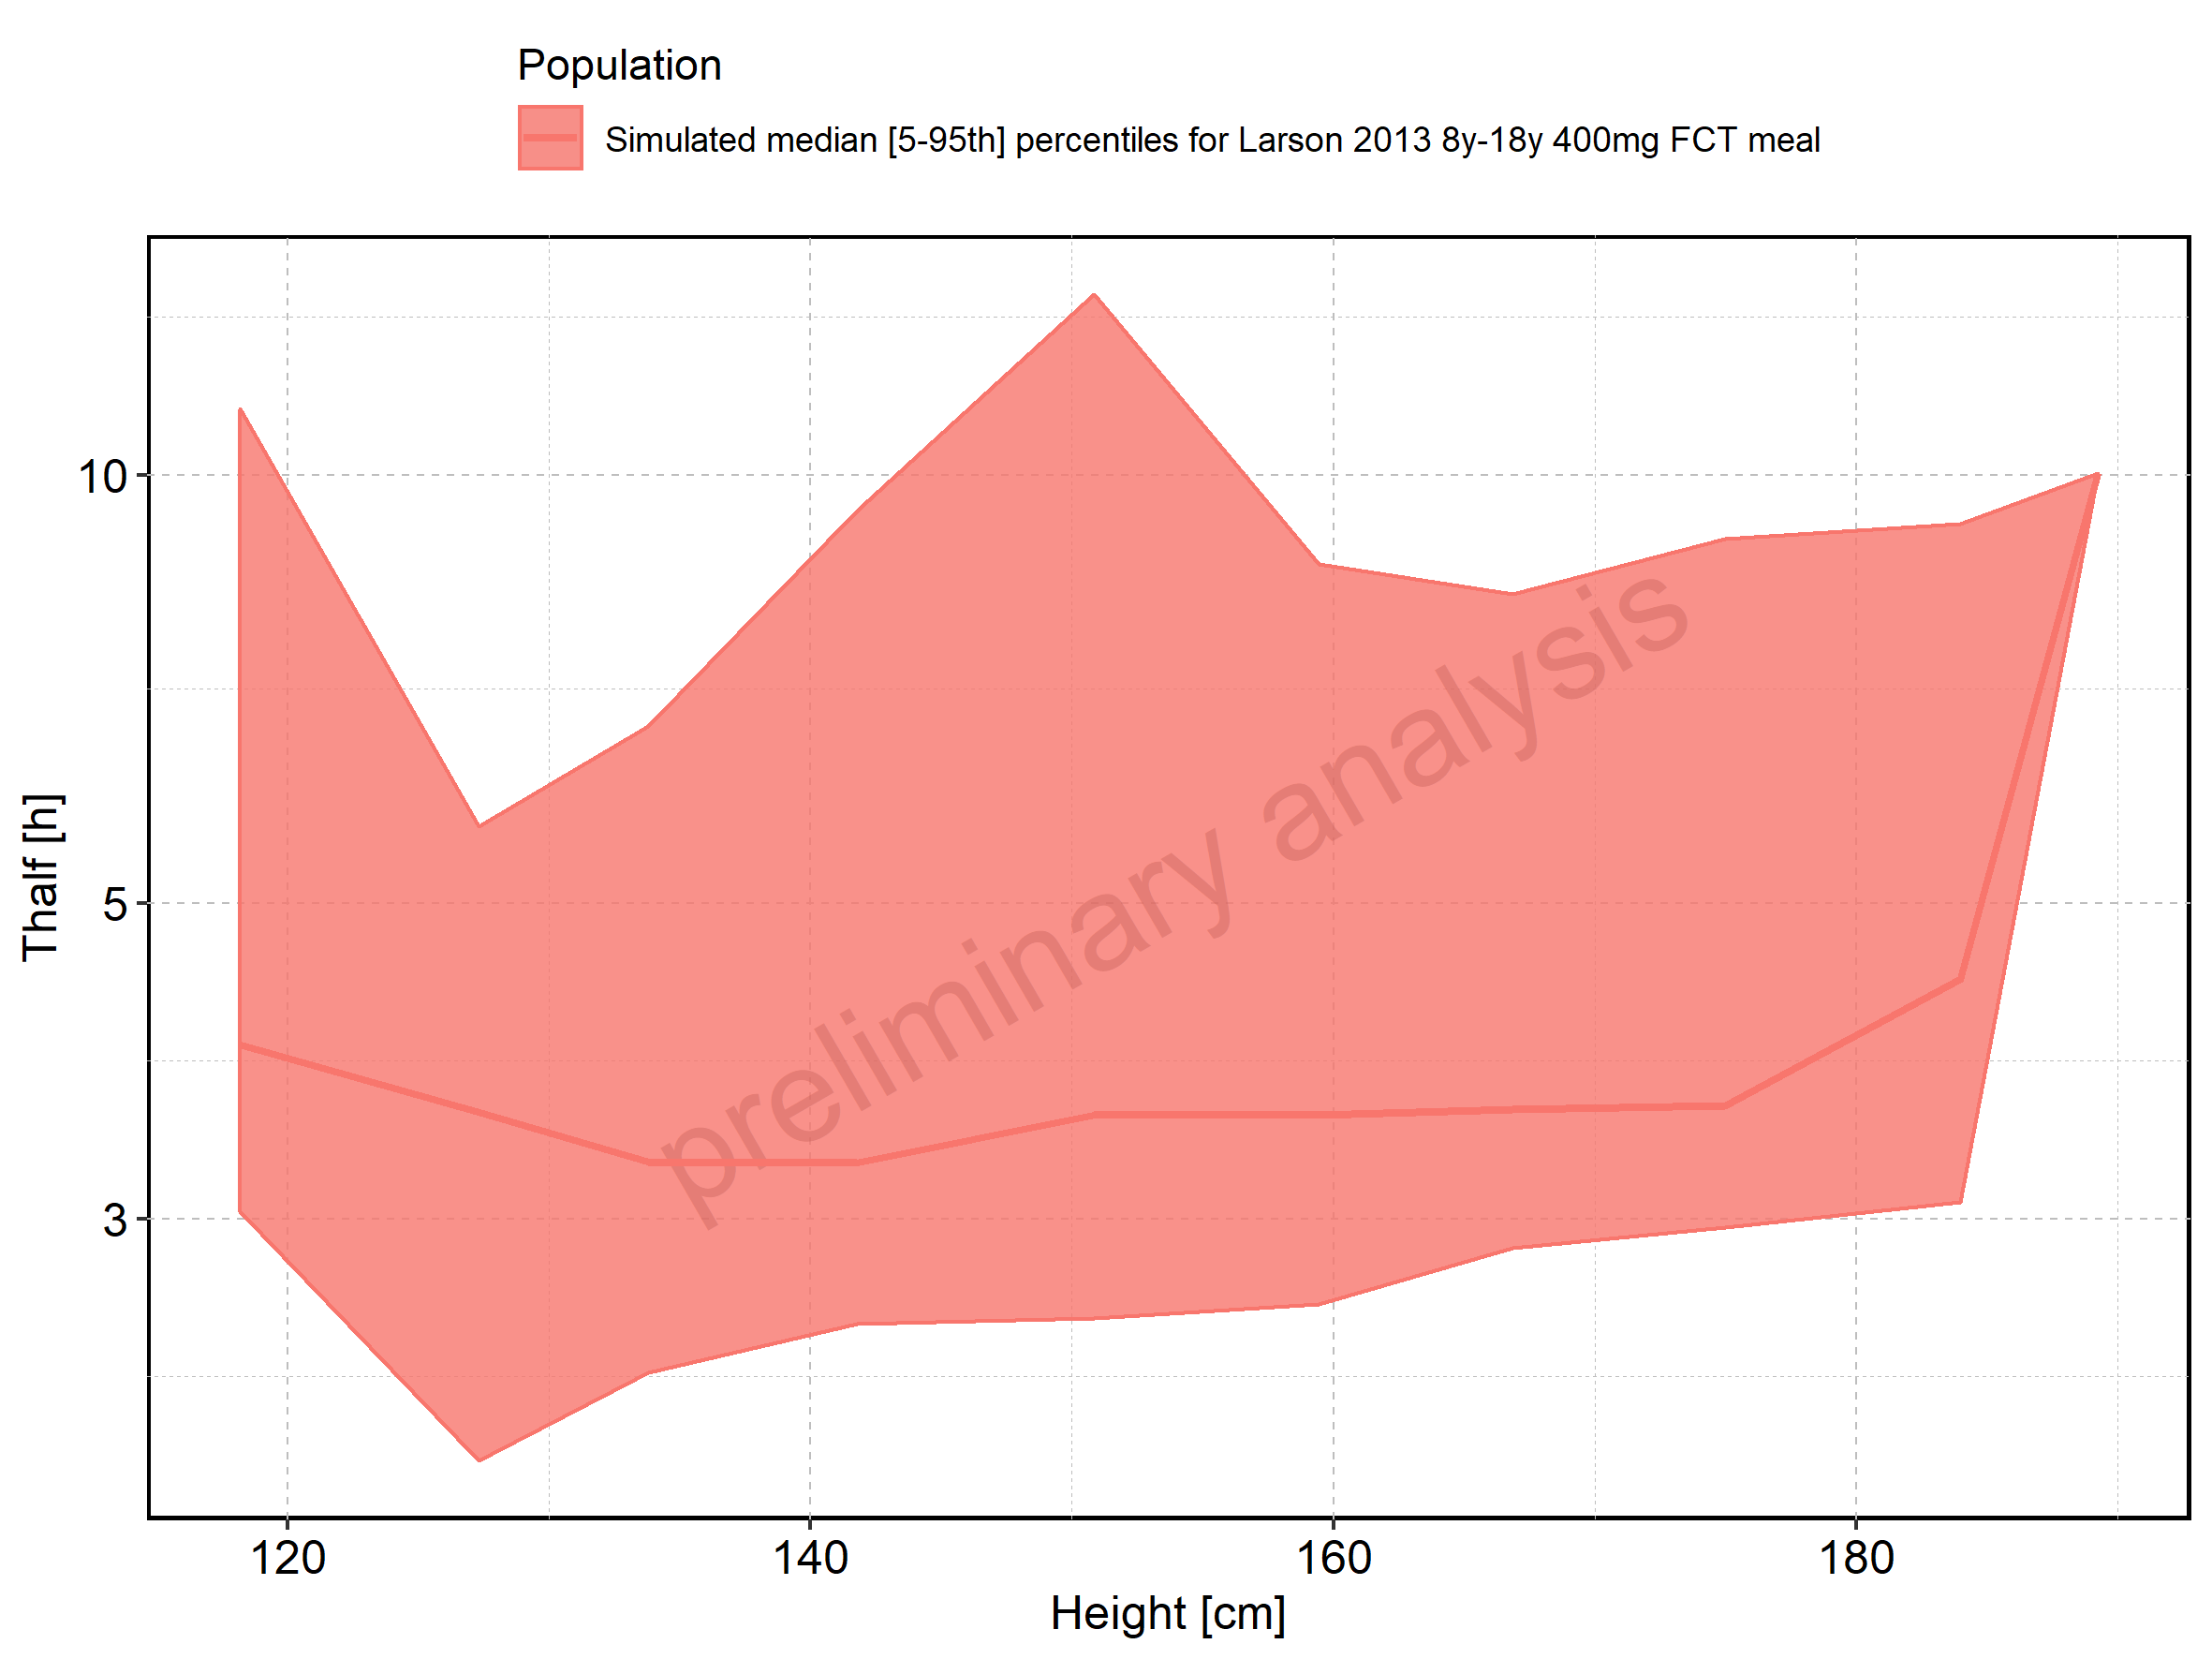 Population
Simulated median [5-95th] percentiles for Larson 2013 8y-18y 400mg FCT meal
10
5
3
Thalf [h]
preliminary analysis
120 140 160 180
Height [cm]